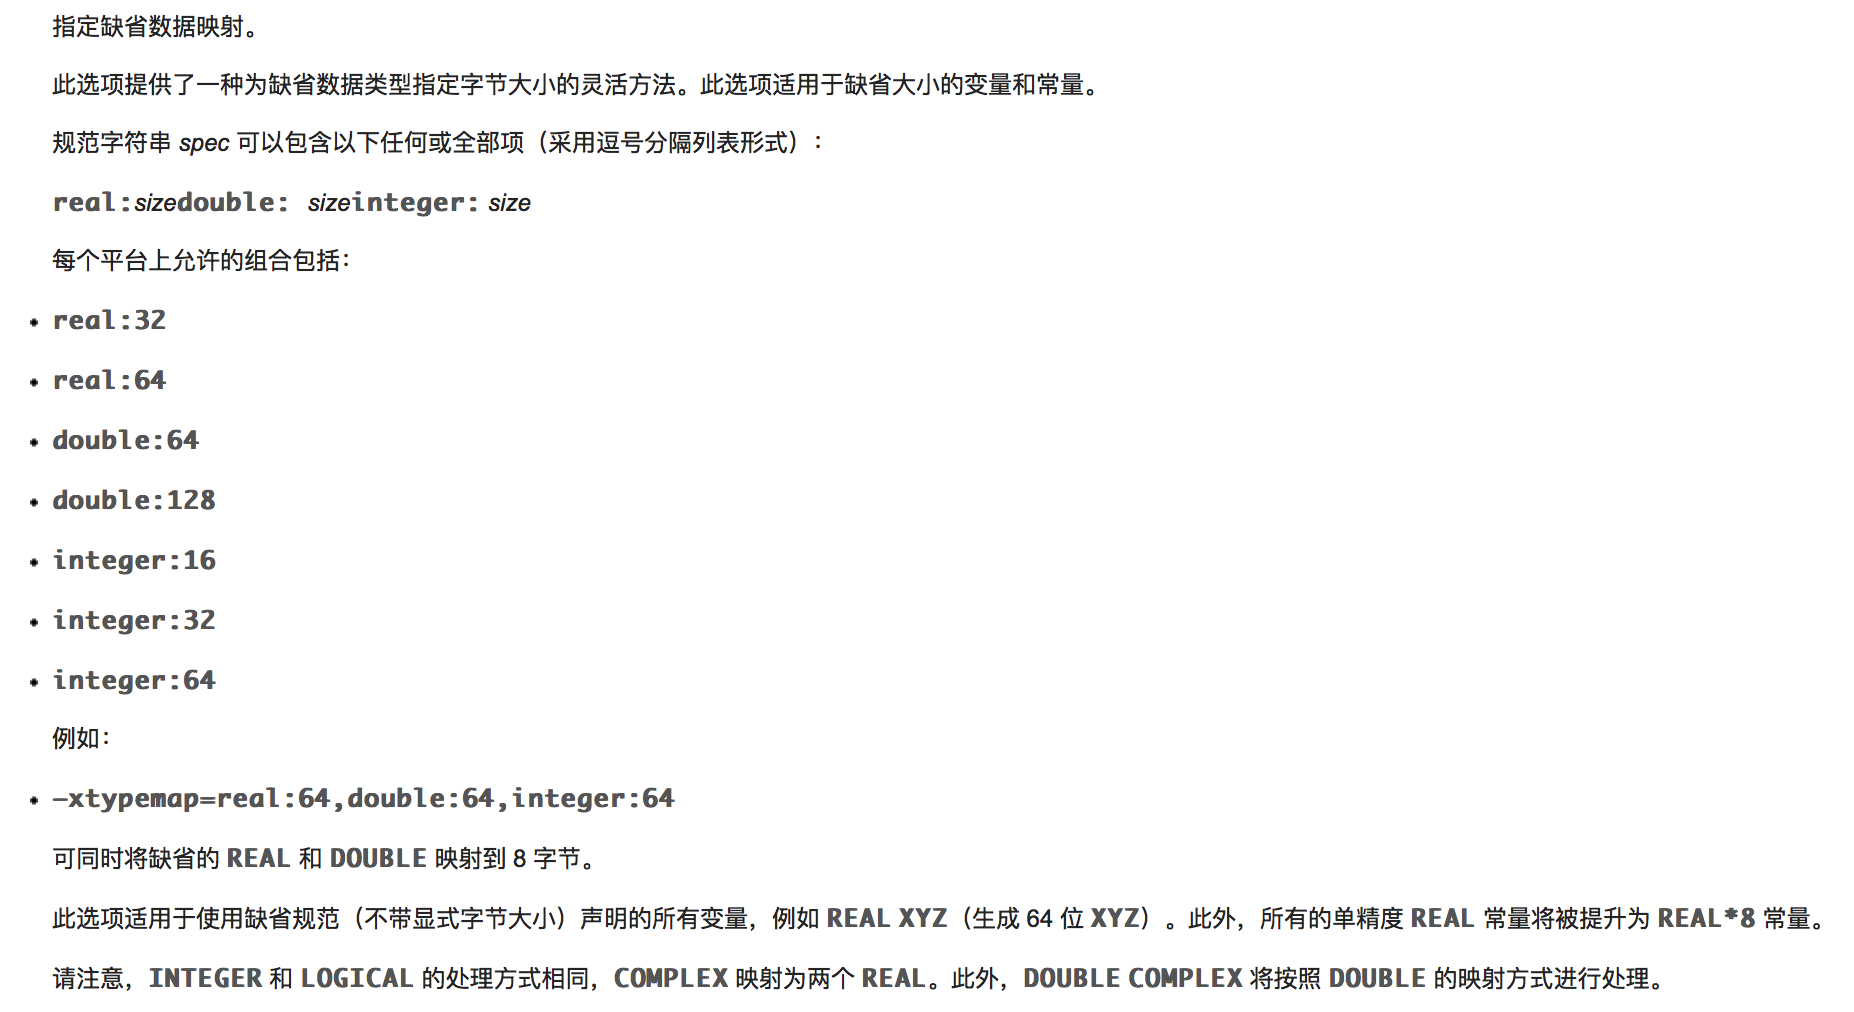 指定缺省数据映射。
此选项提供了一种为缺省数据类型指定字节大小的灵活方法。此选项适用于缺省大小的变量和常量。
规范字符串 spec 可以包含以下任何或全部项（采用逗号分隔列表形式）：
real:sizedouble: sizeinteger: size
每个平台上允许的组合包括：
• real:32
• real:64
• double:64
• double:128
• integer:16
• integer:32
• integer:64
例如：
• –xtypemap=real:64,double:64,integer:64
可同时将缺省的 REAL 和 DOUBLE 映射到 8 字节。
此选项适用于使用缺省规范（不带显式字节大小）声明的所有变量，例如 REAL XYZ（生成 64 位 XYZ）。此外，所有的单精度 REAL 常量将被提升为 REAL*8 常量。
请注意，INTEGER 和 LOGICAL 的处理方式相同，COMPLEX 映射为两个 REAL。此外，DOUBLE COMPLEX 将按照 DOUBLE 的映射方式进行处理。